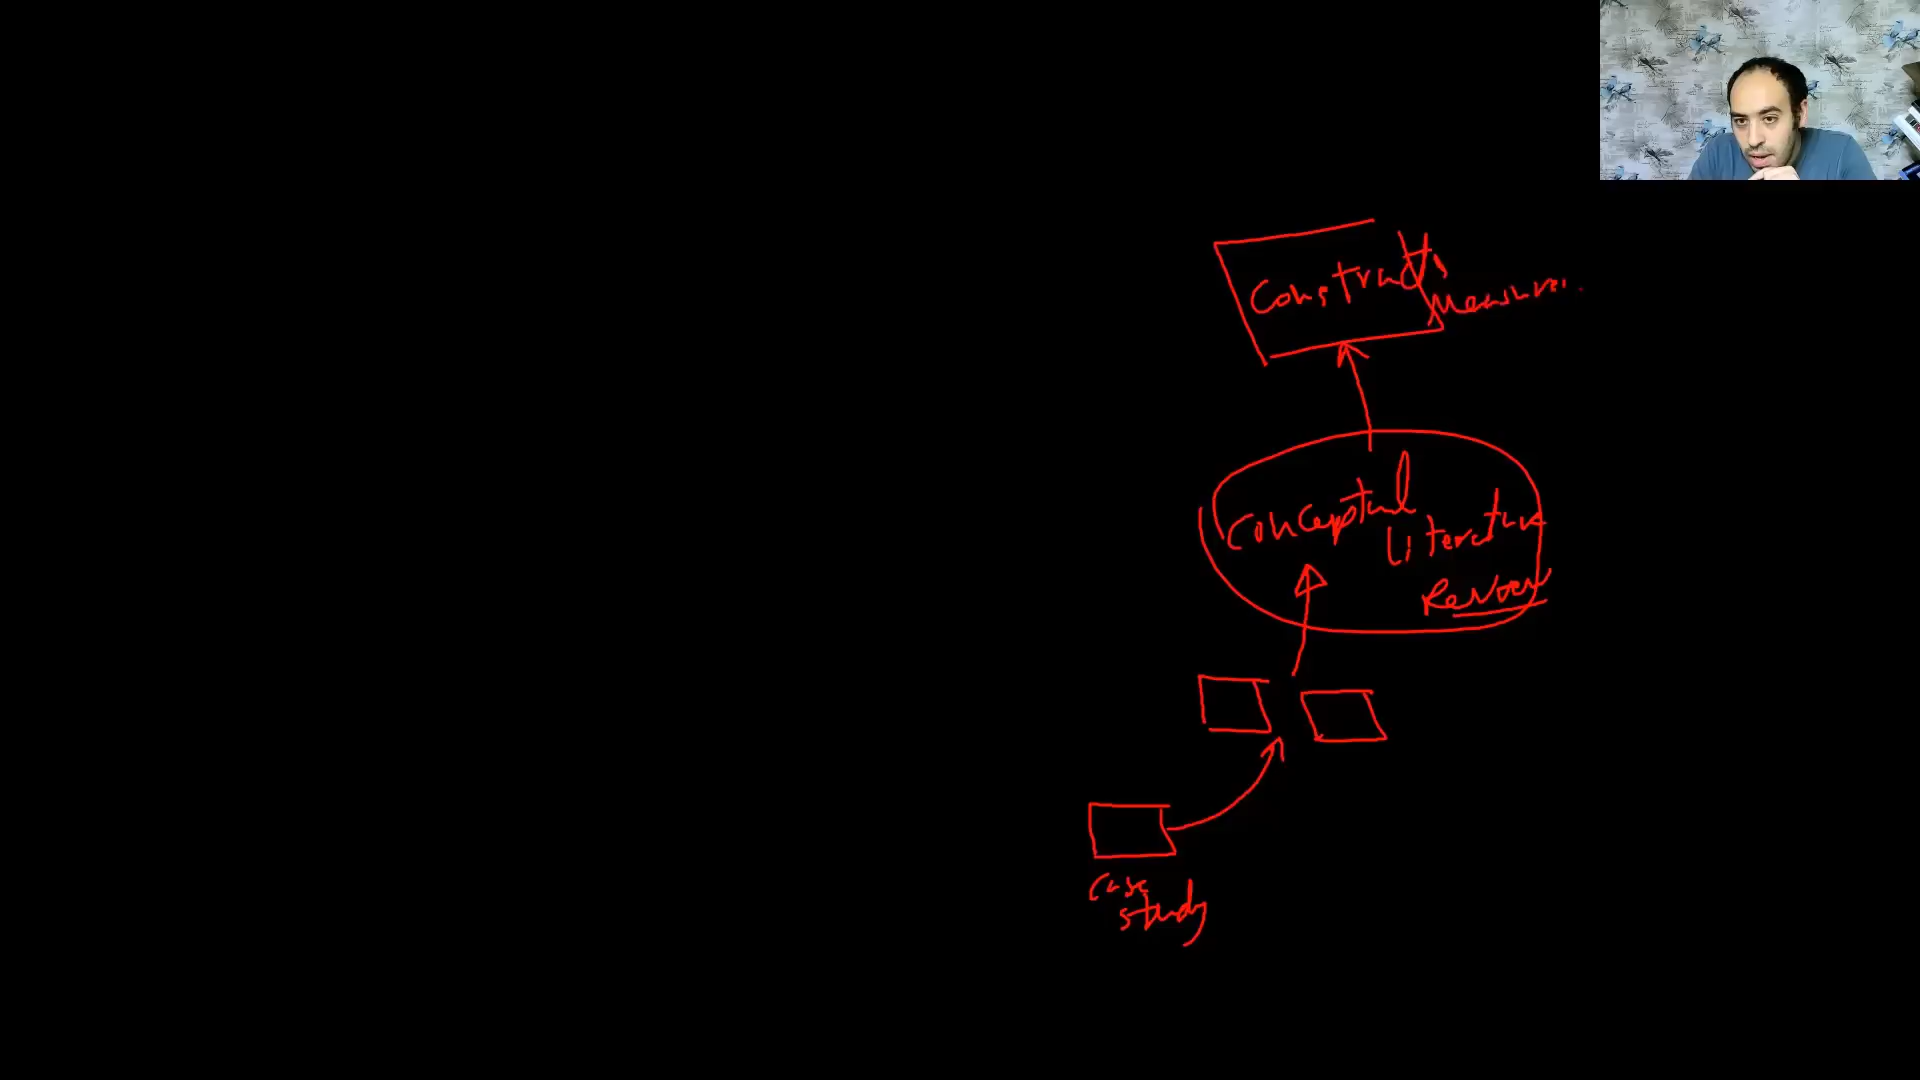 Constructs
Measures
Conceptual
Literature
Review
Case
study